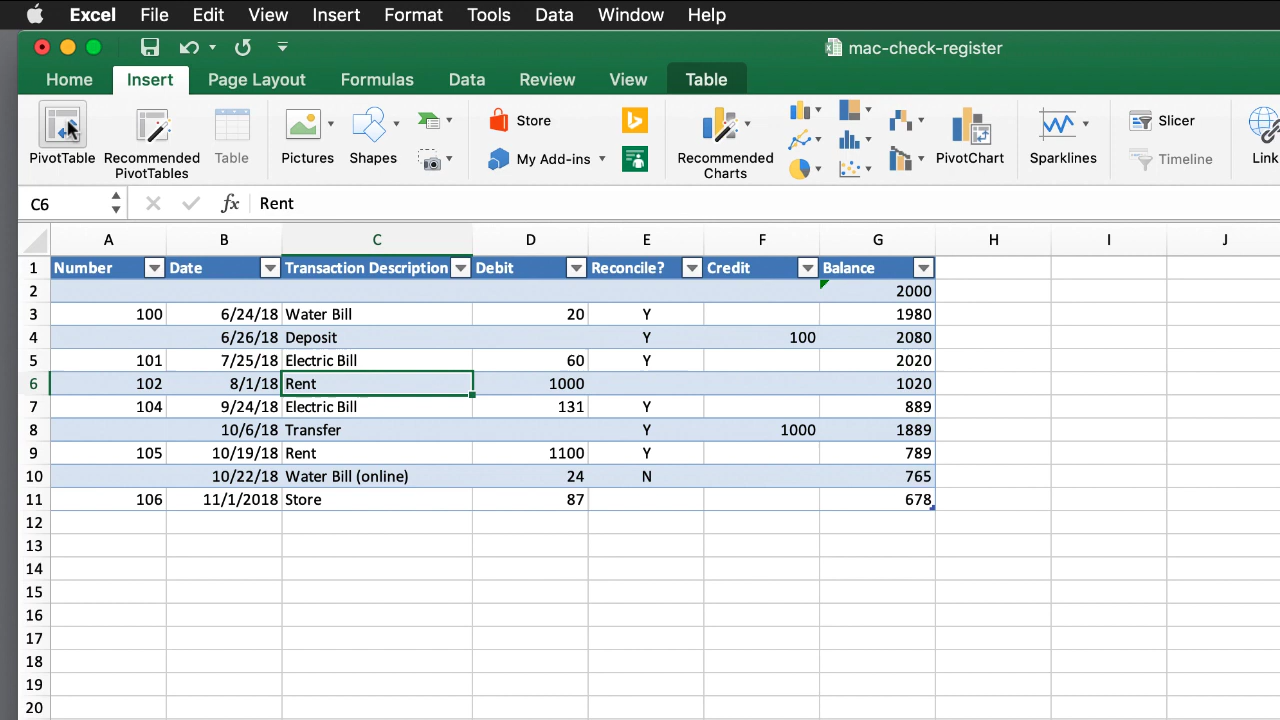 Excel File Edit View Insert Format Tools Data Window Help
mac-check-register
Home Insert Page Layout Formulas Data Review View Table
PivotTable Recommended PivotTables Table Pictures Shapes Store My Add-ins Recommended Charts PivotChart Sparklines Slicer Timeline Link
C6 fx Rent
A B C D E F G H I J
1 Number Date Transaction Description Debit Reconcile? Credit Balance
2 2000
3 100 6/24/18 Water Bill 20 Y 1980
4 6/26/18 Deposit Y 100 2080
5 101 7/25/18 Electric Bill 60 Y 2020
6 102 8/1/18 Rent 1000 1020
7 104 9/24/18 Electric Bill 131 Y 889
8 10/6/18 Transfer Y 1000 1889
9 105 10/19/18 Rent 1100 Y 789
10 10/22/18 Water Bill (online) 24 N 765
11 106 11/1/2018 Store 87 678
12
13
14
15
16
17
18
19
20